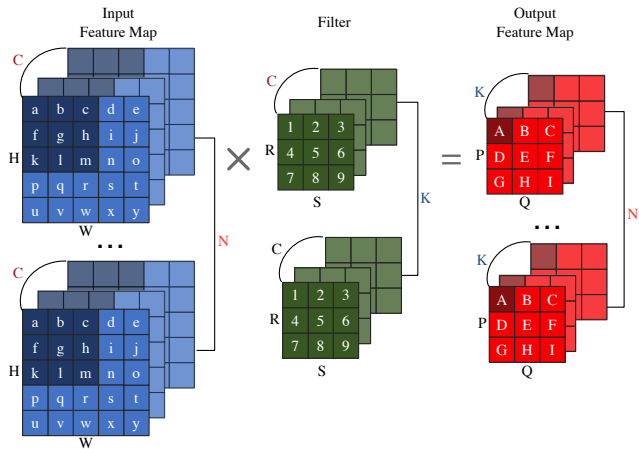 Input
Feature Map
Filter
Output
Feature Map
C
a b c d e
f g h i j
k l m n o
p q r s t
u v w x y
H
W
...
N
C
1 2 3
4 5 6
7 8 9
R
S
K
=
K
A B C
D E F
G H I
P
Q
...
N
C
a b c d e
f g h i j
k l m n o
p q r s t
u v w x y
H
W
C
1 2 3
4 5 6
7 8 9
R
S
K
A B C
D E F
G H I
P
Q